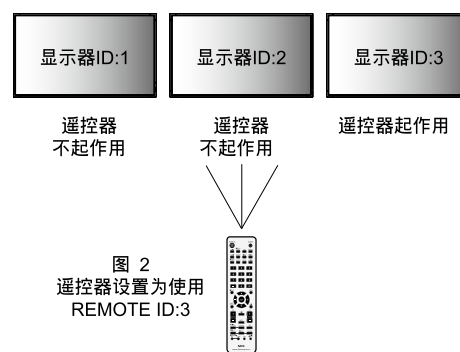 显示器ID:1
显示器ID:2
显示器ID:3
遥控器
不起作用
遥控器
不起作用
遥控器起作用
图 2
遥控器设置为使用
REMOTE ID:3